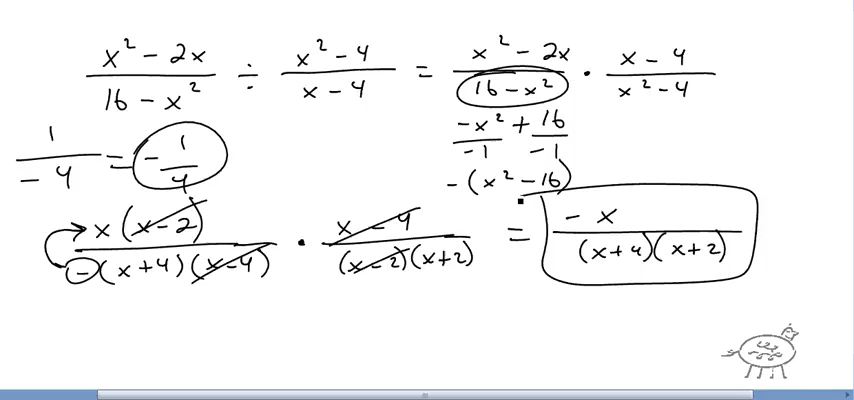 x² - 2x / 16 - x² ÷ x² - 4 / x - 4 = x² - 2x / 16 - x² · x - 4 / x² - 4
-x² / -1 + 16 / -1
1 / -4 = - 1 / 4
-(x² - 16)
x(x-2) / -(x+4)(x-4) · x - 4 / (x-2)(x+2) = -x / (x+4)(x+2)